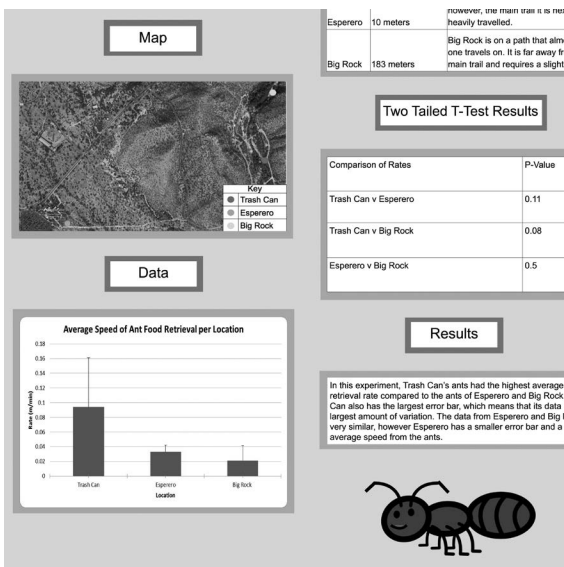 Map
Key
Trash Can
Esperero
Big Rock
Data
Average Speed of Ant Food Retrieval per Location
Rate (m/min)
0.18
0.16
0.14
0.12
0.1
0.08
0.06
0.04
0.02
0
Trash Can
Esperero
Big Rock
Location
however, the main trail it is
Esperero 10 meters heavily travelled.
Big Rock is on a path that
one travels on. It is far away
Big Rock 183 meters main trail and requires a slight
Two Tailed T-Test Results
Comparison of Rates P-Value
Trash Can v Esperero 0.11
Trash Can v Big Rock 0.08
Esperero v Big Rock 0.5
Results
In this experiment, Trash Can's ants had the highest average
retrieval rate compared to the ants of Esperero and Big Rock
Can also has the largest error bar, which means that its data
largest amount of variation. The data from Esperero and Big
very similar, however Esperero has a smaller error bar and a
average speed from the ants.